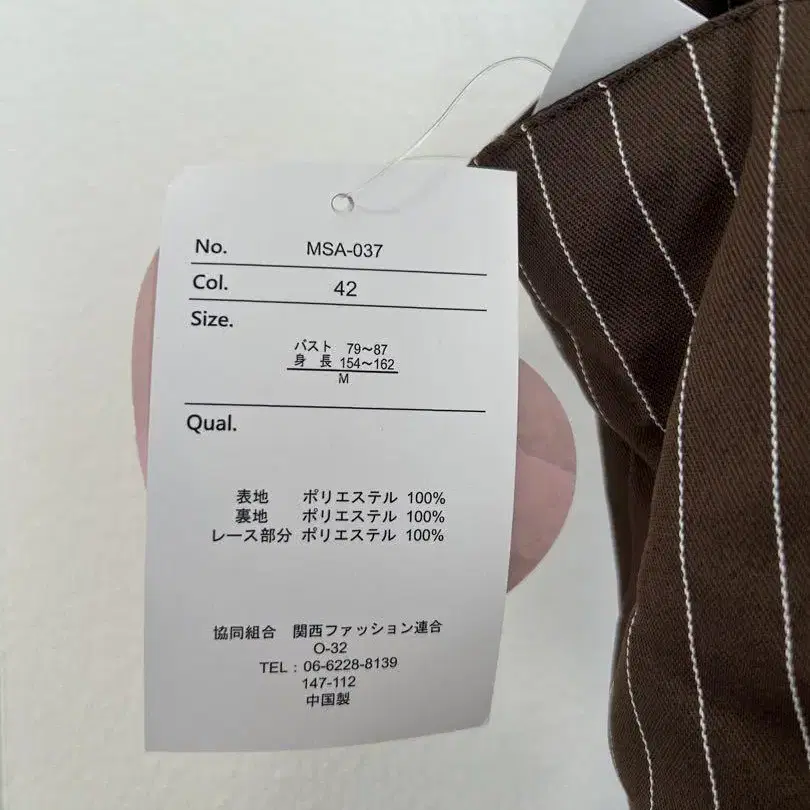 No. MSA-037
Col. 42
Size.
バスト 79～87
身長 154～162
M
Qual.
表地 ポリエステル 100%
裏地 ポリエステル 100%
レース部分 ポリエステル 100%
協同組合 関西ファッション連合
O-32
TEL：06-6228-8139
147-112
中国製